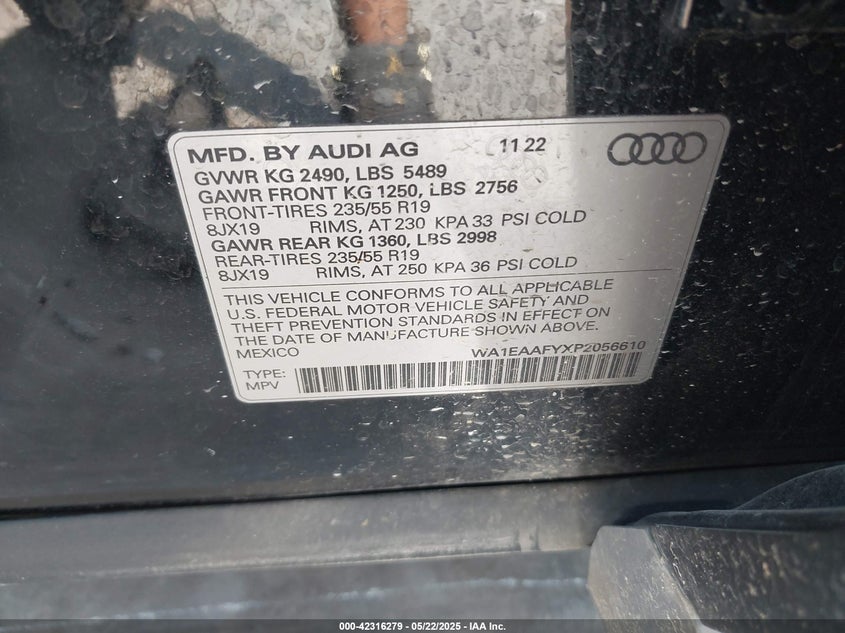 MFD. BY AUDI AG 11 22
GVWR KG 2490, LBS 5489
GAWR FRONT KG 1250, LBS 2756
FRONT-TIRES 235/55 R19
8JX19 RIMS, AT 230 KPA 33 PSI COLD
GAWR REAR KG 1360, LBS 2998
REAR-TIRES 235/55 R19
8JX19 RIMS, AT 250 KPA 36 PSI COLD
THIS VEHICLE CONFORMS TO ALL APPLICABLE
U.S. FEDERAL MOTOR VEHICLE SAFETY AND
THEFT PREVENTION STANDARDS IN EFFECT ON
THE DATE OF MANUFACTURE SHOWN ABOVE.
MEXICO WA1EAAFYXP2056610
TYPE:
MPV
000-42316279 - 05/22/2025 - IAA Inc.